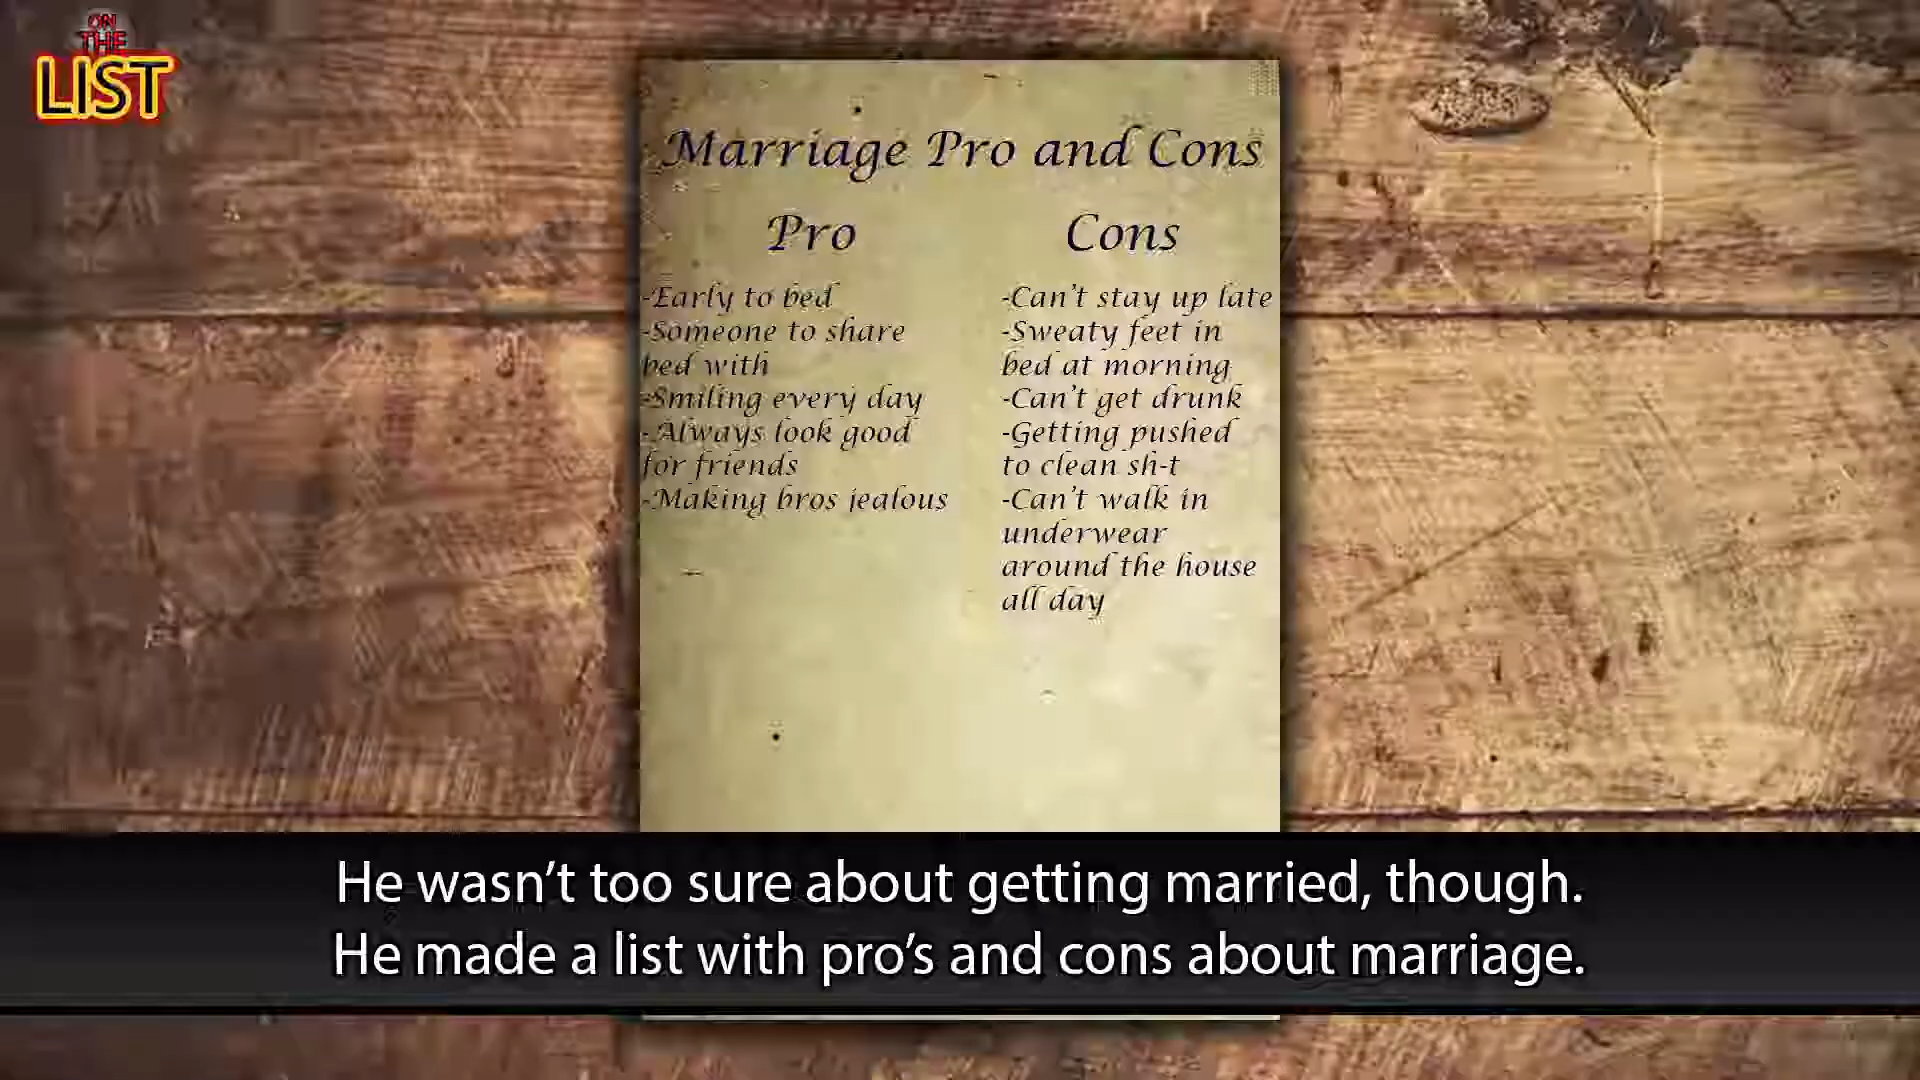 ON
THE
LIST
Marriage Pro and Cons
Pro
-Early to bed
-Someone to share
bed with
-Smiling every day
-Always look good
for friends
-Making bros jealous
Cons
-Can't stay up late
-Sweaty feet in
bed at morning
-Can't get drunk
-Getting pushed
to clean sh-t
-Can't walk in
underwear
around the house
all day
He wasn't too sure about getting married, though.
He made a list with pro's and cons about marriage.